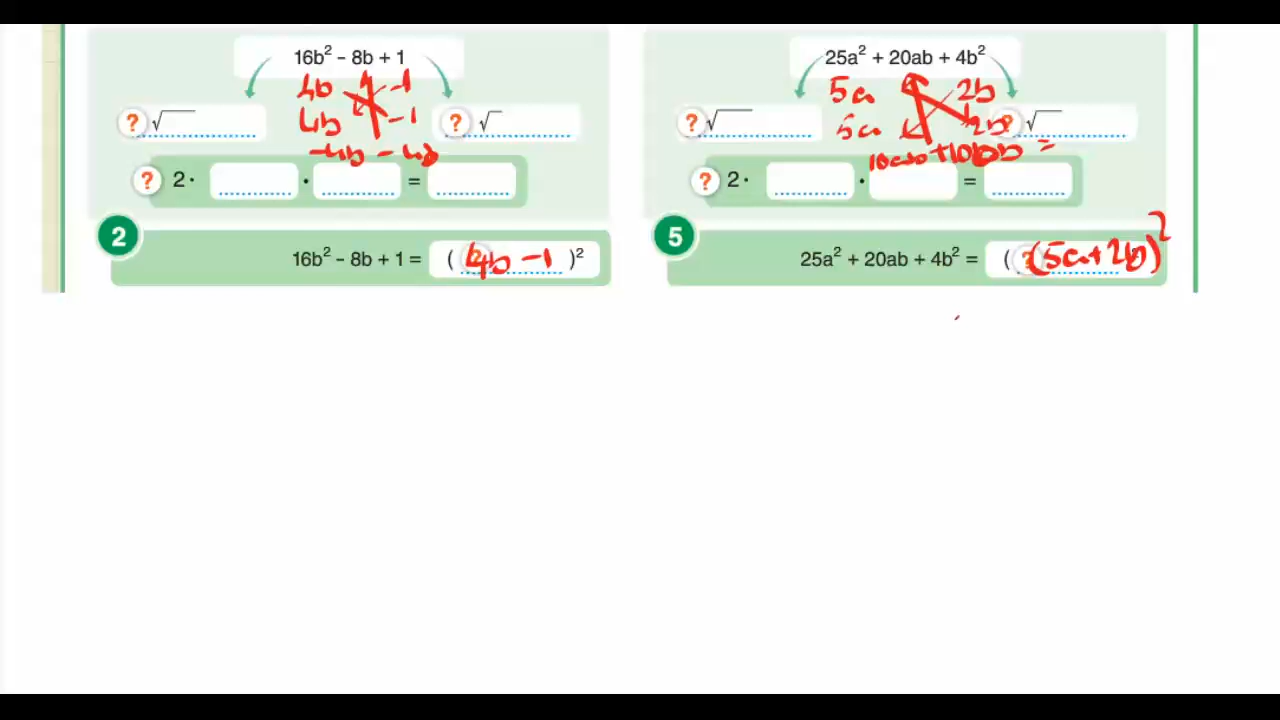 16b² - 8b + 1
4b -1
? √
4b -1
? √
-4b - 4b
? 2 · · =
2
16b² - 8b + 1 = ( 4b - 1 )²
25a² + 20ab + 4b²
5a 2b
? √
5a 2b
? √
+10ab =
? 2 · · =
5
25a² + 20ab + 4b² = ( ? (5a+2b)²